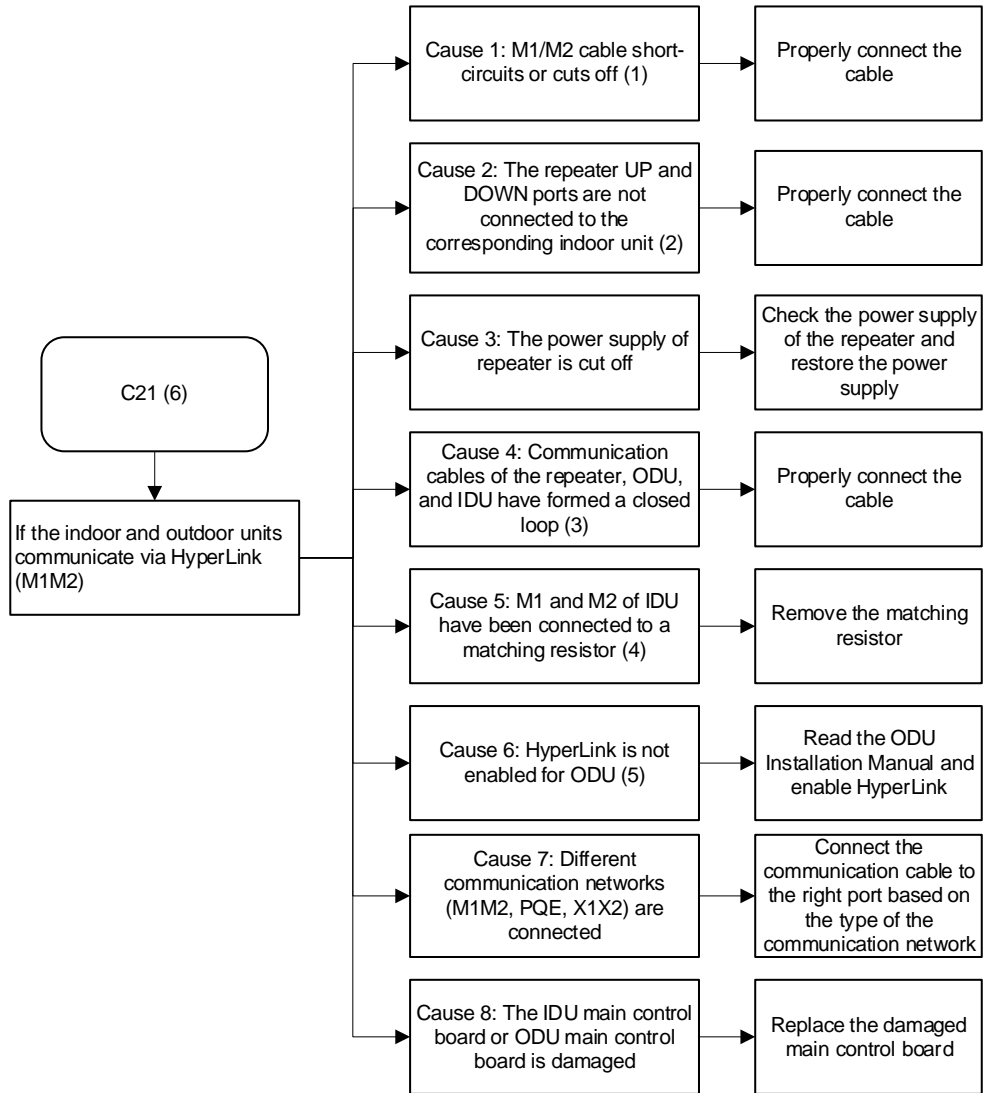 Cause 1: M1/M2 cable short-
circuits or cuts off (1)
Properly connect the
cable
Cause 2: The repeater UP and
DOWN ports are not
connected to the
corresponding indoor unit (2)
Properly connect the
cable
Cause 3: The power supply of
repeater is cut off
Check the power supply
of the repeater and
restore the power
supply
C21 (6)
If the indoor and outdoor units
communicate via HyperLink
(M1M2)
Cause 4: Communication
cables of the repeater, ODU,
and IDU have formed a closed
loop (3)
Properly connect the
cable
Cause 5: M1 and M2 of IDU
have been connected to a
matching resistor (4)
Remove the matching
resistor
Cause 6: HyperLink is not
enabled for ODU (5)
Read the ODU
Installation Manual and
enable HyperLink
Cause 7: Different
communication networks
(M1M2, PQE, X1X2) are
connected
Connect the
communication cable to
the right port based on
the type of the
communication network
Cause 8: The IDU main control
board or ODU main control
board is damaged
Replace the damaged
main control board